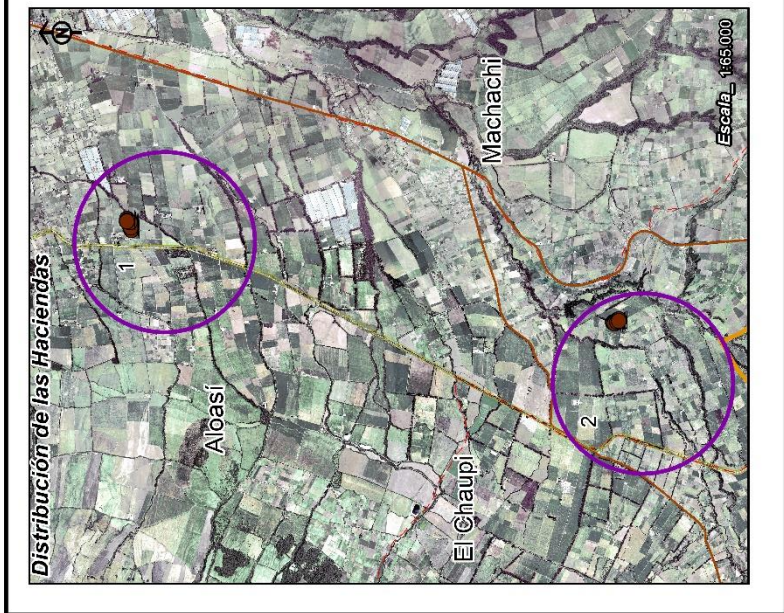 Distribución de las Haciendas
N
1
Aloasí
Machachi
El Chaupi
2
Escala_ 1:65.000